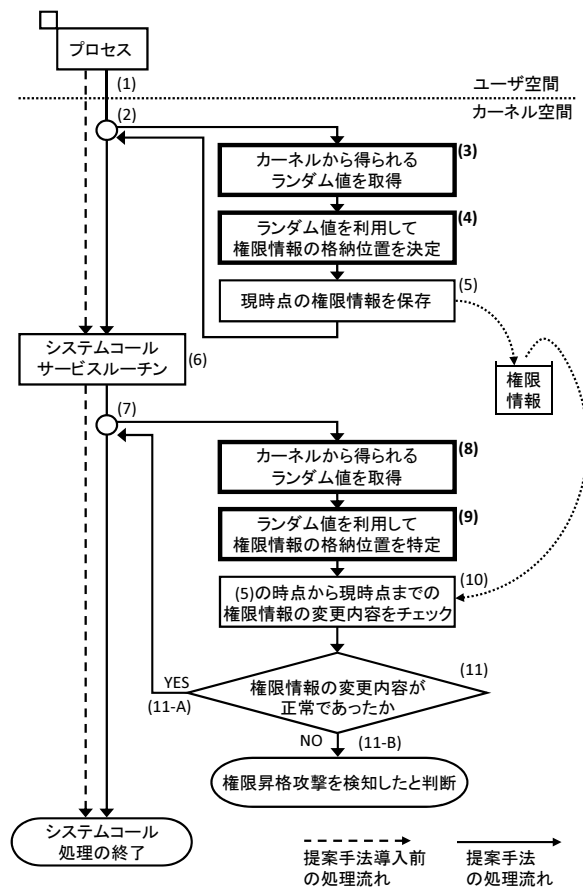 プロセス
(1)
ユーザ空間
カーネル空間
(2)
(3)
カーネルから得られる
ランダム値を取得
(4)
ランダム値を利用して
権限情報の格納位置を決定
(5)
現時点の権限情報を保存
システムコール
サービスルーチン
(6)
権限
情報
(7)
(8)
カーネルから得られる
ランダム値を取得
(9)
ランダム値を利用して
権限情報の格納位置を特定
(10)
(5)の時点から現時点までの
権限情報の変更内容をチェック
(11)
YES
(11-A)
権限情報の変更内容が
正常であったか
NO
(11-B)
権限昇格攻撃を検知したと判断
システムコール
処理の終了
提案手法導入前
の処理流れ
提案手法
の処理流れ